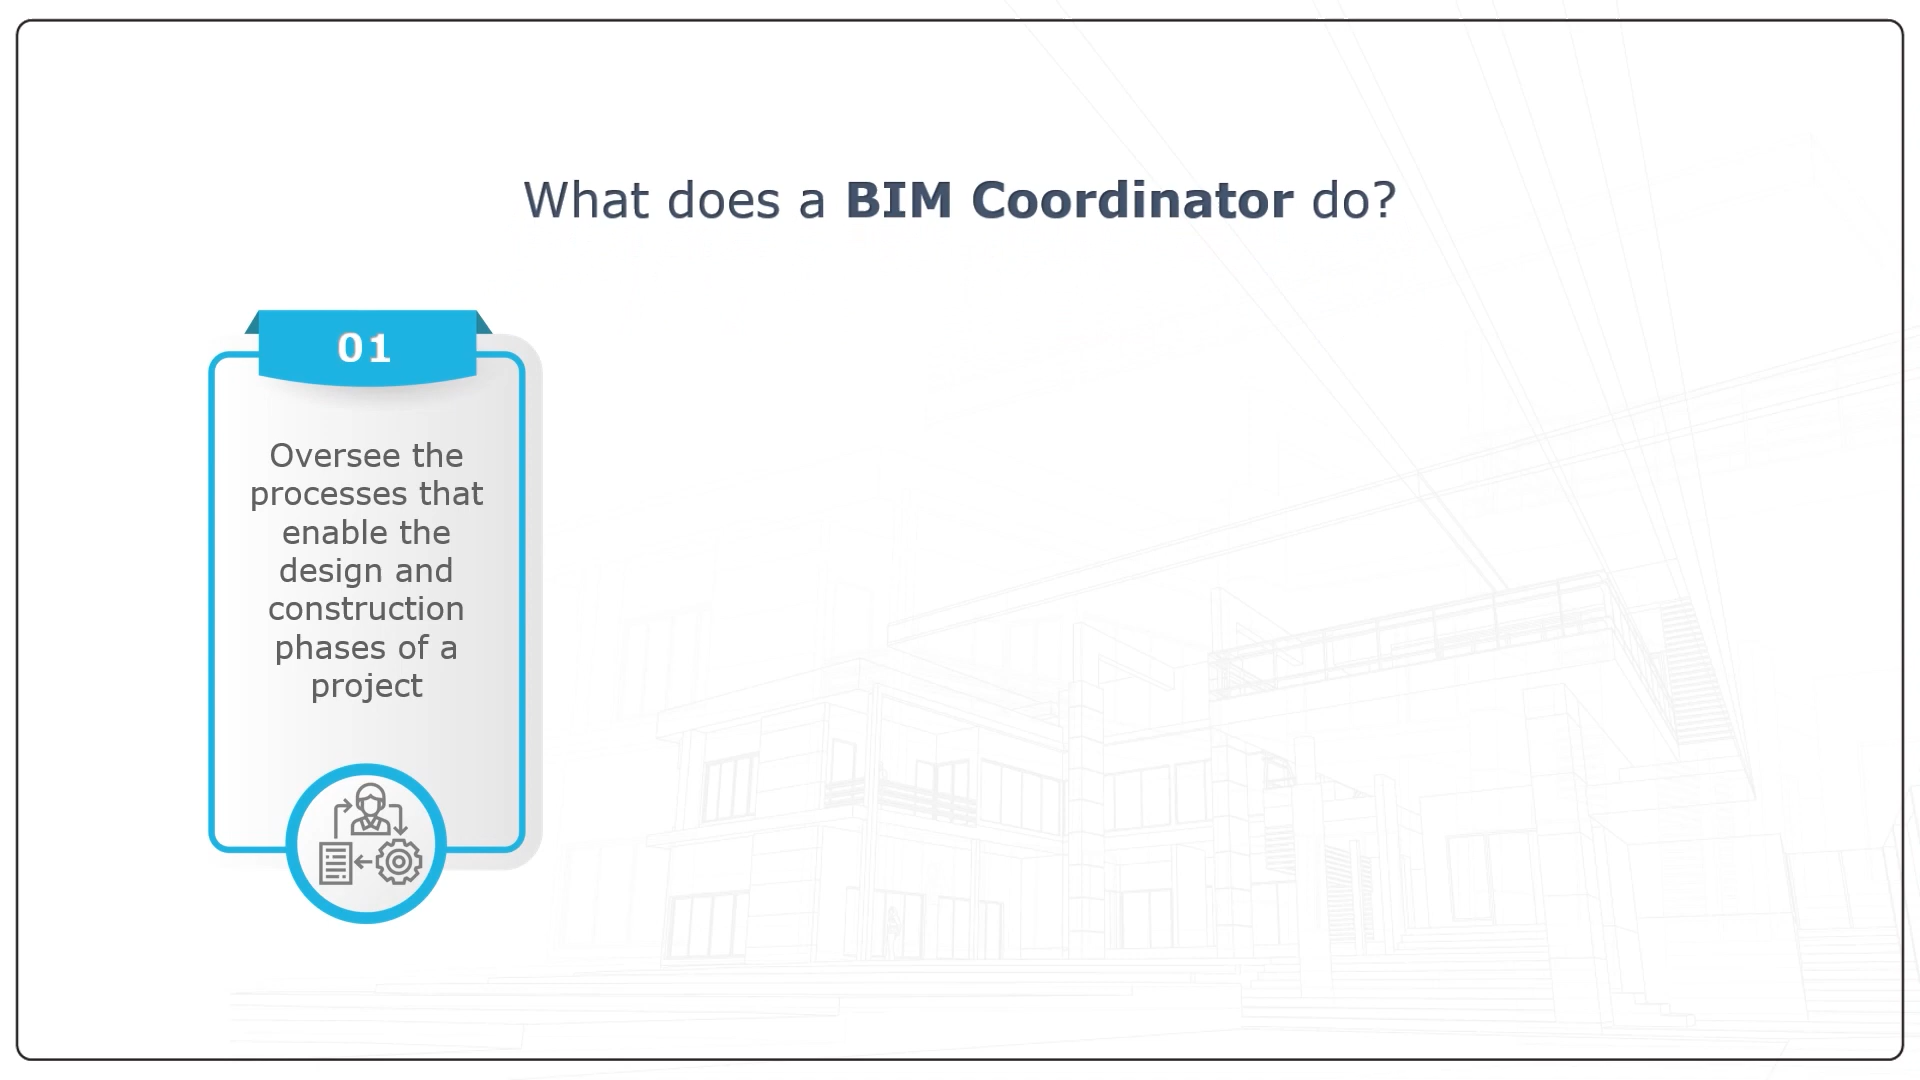 What does a BIM Coordinator do?
01
Oversee the
processes that
enable the
design and
construction
phases of a
project